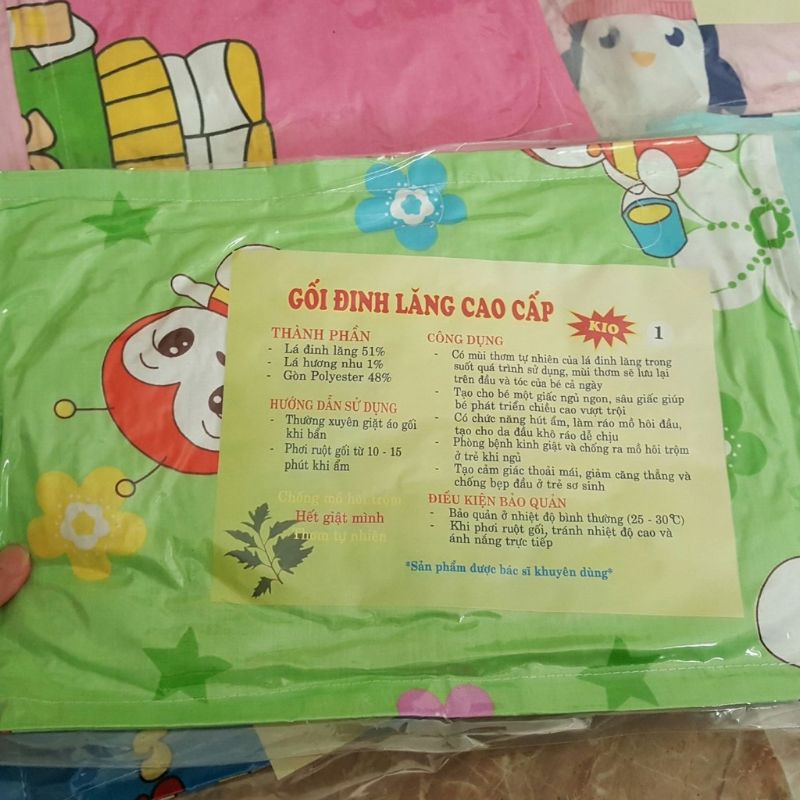 GỐI ĐINH LĂNG CAO CẤP
KIO
1
THÀNH PHẦN
- Lá đinh lăng 51%
- Lá hương nhu 1%
- Gòn Polyester 48%
HƯỚNG DẪN SỬ DỤNG
- Thường xuyên giặt áo gối
khi bẩn
- Phơi ruột gối từ 10 - 15
phút khi ẩm
Chống mồ hôi trộm
Hết giật mình
Thơm tự nhiên
CÔNG DỤNG
- Có mùi thơm tự nhiên của lá đinh lăng trong
suốt quá trình sử dụng, mùi thơm sẽ lưu lại
trên đầu và tóc của bé cả ngày
- Tạo cho bé một giấc ngủ ngon, sâu giấc giúp
bé phát triển chiều cao vượt trội
- Có chức năng hút ẩm, làm ráo mồ hôi đầu,
tạo cho da đầu khô ráo dễ chịu
- Phòng bệnh kinh giật và chống ra mồ hôi trộm
ở trẻ khi ngủ
- Tạo cảm giác thoải mái, giảm căng thẳng và
chống bẹp đầu ở trẻ sơ sinh
ĐIỀU KIỆN BẢO QUẢN
- Bảo quản ở nhiệt độ bình thường (25 - 30°C)
- Khi phơi ruột gối, tránh nhiệt độ cao và
ánh nắng trực tiếp
*Sản phẩm được bác sĩ khuyên dùng*